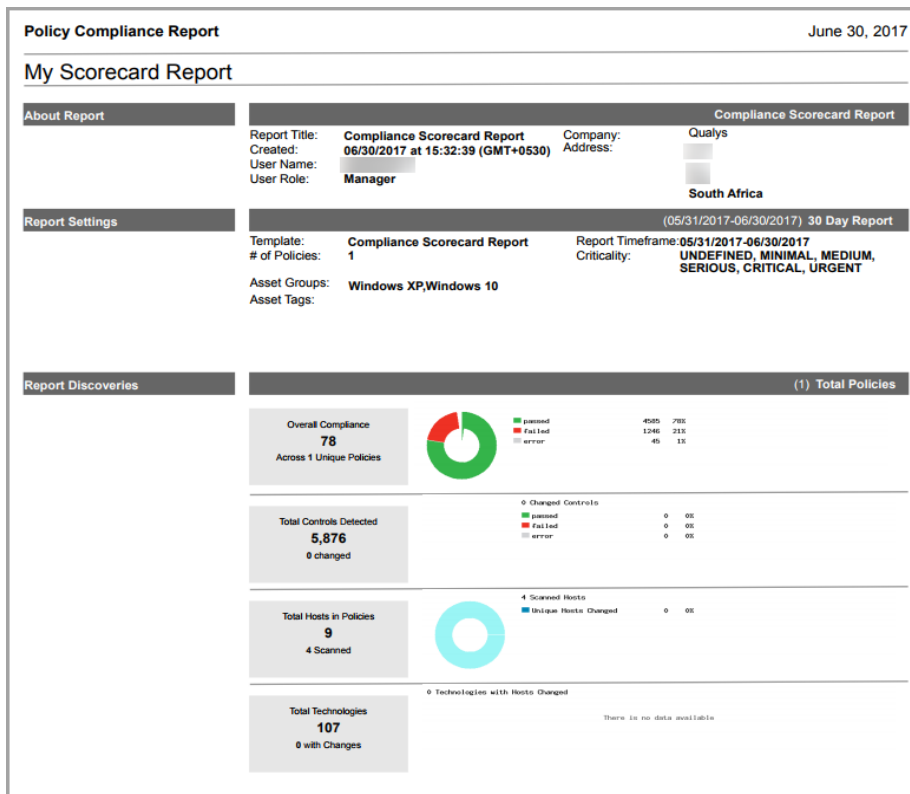 Policy Compliance Report June 30, 2017
My Scorecard Report
About Report Compliance Scorecard Report
Report Title: Compliance Scorecard Report Company: Qualys
Created: 06/30/2017 at 15:32:39 (GMT+0530) Address:
User Name:
User Role: Manager
South Africa
Report Settings (05/31/2017-06/30/2017) 30 Day Report
Template: Compliance Scorecard Report Report Timeframe: 05/31/2017-06/30/2017
# of Policies: 1 Criticality: UNDEFINED, MINIMAL, MEDIUM,
SERIOUS, CRITICAL, URGENT
Asset Groups: Windows XP,Windows 10
Asset Tags:
Report Discoveries (1) Total Policies
Overall Compliance
78
Across 1 Unique Policies
passed 4585 78%
failed 1246 21%
error 45 1%
Total Controls Detected
5,876
0 changed
0 Changed Controls
passed 0 0%
failed 0 0%
error 0 0%
Total Hosts in Policies
9
4 Scanned
4 Scanned Hosts
Unique Hosts Changed 0 0%
Total Technologies
107
0 with Changes
0 Technologies with Hosts Changed
There is no data available